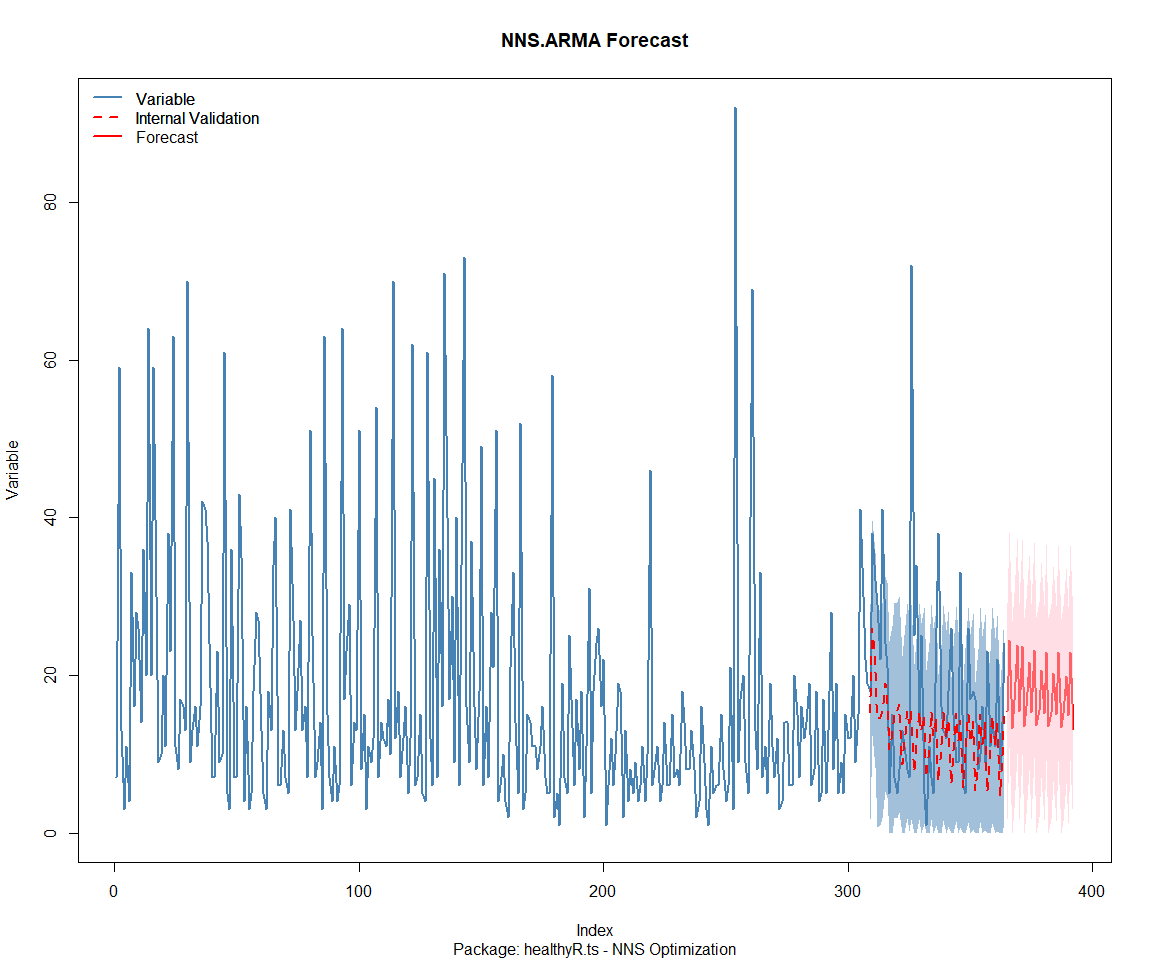 NNS.ARMA Forecast
Variable
Internal Validation
Forecast
Variable
80
60
40
20
0
0 100 200 300 400
Index
Package: healthyR.ts - NNS Optimization